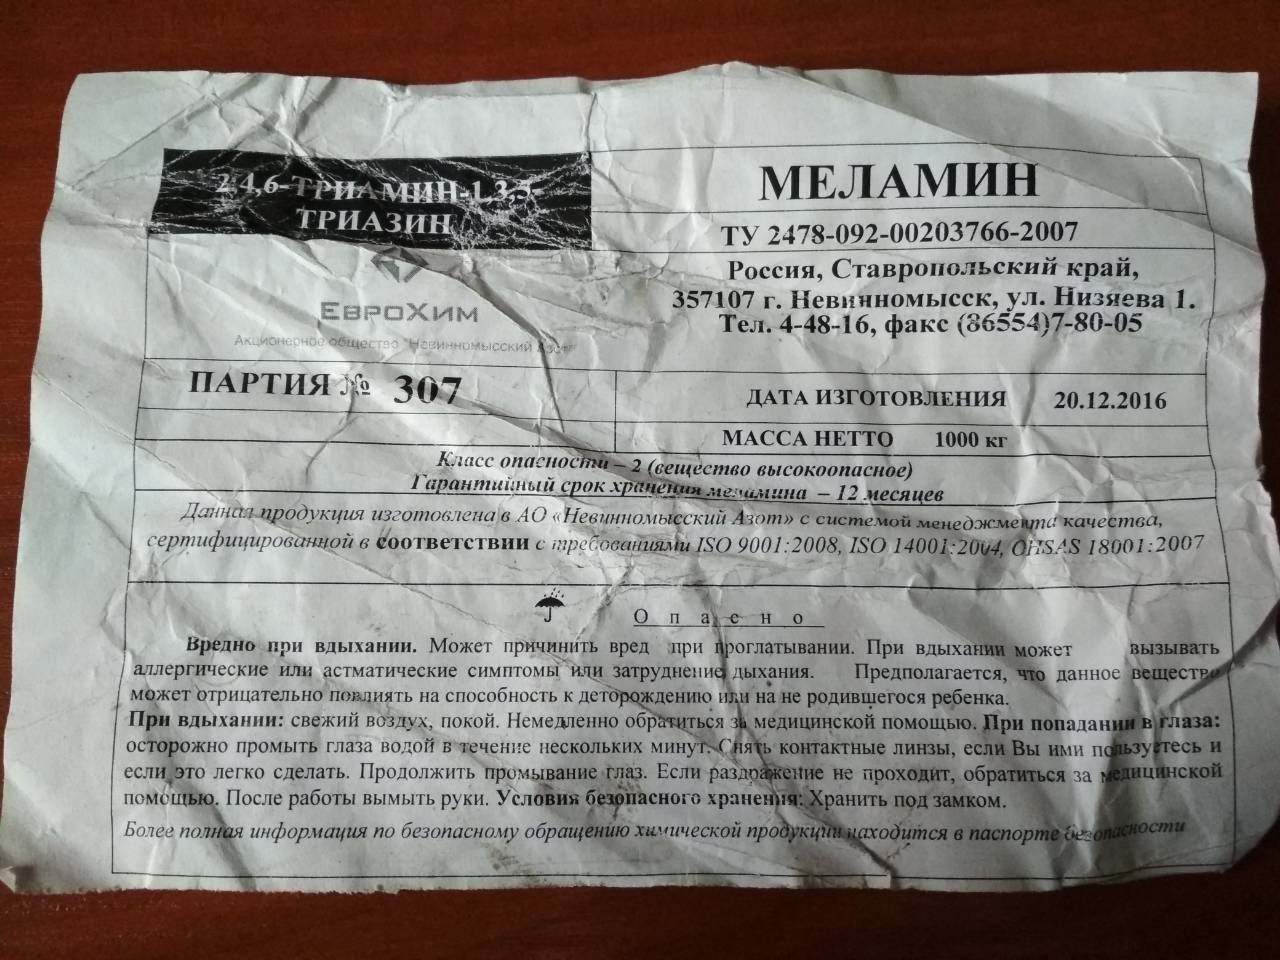 2,4,6-ТРИАМИН-1,3,5-
ТРИАЗИН
МЕЛАМИН
ТУ 2478-092-00203766-2007
ЕвроХим
Акционерное общество "Невинномысский Азот"
Россия, Ставропольский край,
357107 г. Невинномысск, ул. Низяева 1.
Тел. 4-48-16, факс (86554)7-80-05
ПАРТИЯ № 307
ДАТА ИЗГОТОВЛЕНИЯ 20.12.2016
МАССА НЕТТО 1000 кг
Класс опасности – 2 (вещество высокоопасное)
Гарантийный срок хранения меламина – 12 месяцев
Данная продукция изготовлена в АО «Невинномысский Азот» с системой менеджмента качества,
сертифицированной в соответствии с требованиями ISO 9001:2008, ISO 14001:2004, OHSAS 18001:2007
Опасно
Вредно при вдыхании. Может причинить вред при проглатывании. При вдыхании может вызывать
аллергические или астматические симптомы или затруднение дыхания. Предполагается, что данное вещество
может отрицательно повлиять на способность к деторождению или на не родившегося ребенка.
При вдыхании: свежий воздух, покой. Немедленно обратиться за медицинской помощью. При попадании в глаза:
осторожно промыть глаза водой в течение нескольких минут. Снять контактные линзы, если Вы ими пользуетесь и
если это легко сделать. Продолжить промывание глаз. Если раздражение не проходит, обратиться за медицинской
помощью. После работы вымыть руки. Условия безопасного хранения: Хранить под замком.
Более полная информация по безопасному обращению химической продукции находится в паспорте безопасности